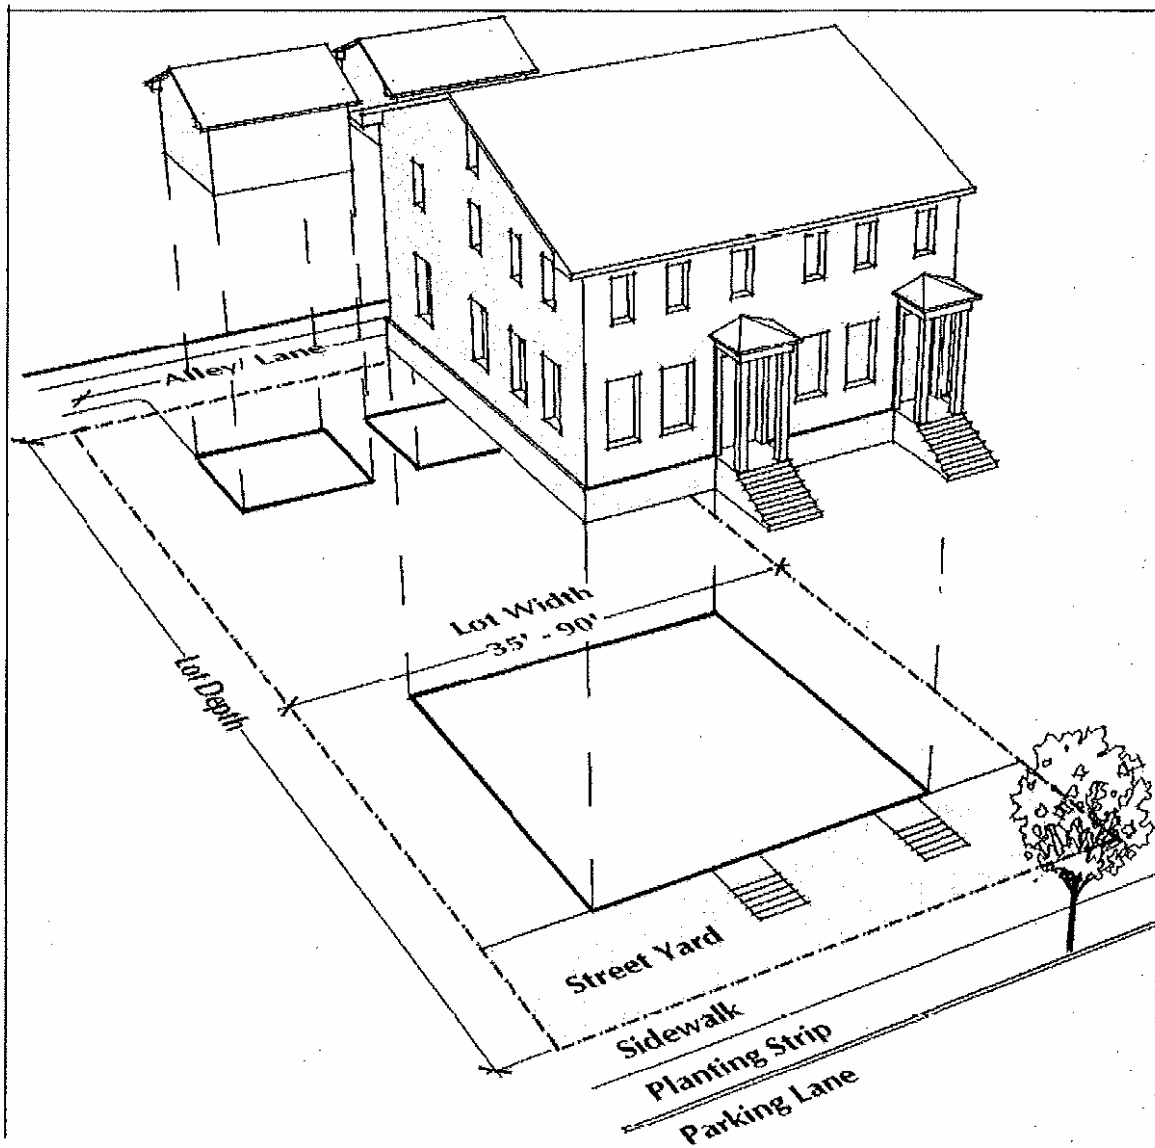 Alley/ Lane
Lot Width
35' - 90'
Lot Depth
Street Yard
Sidewalk
Planting Strip
Parking Lane